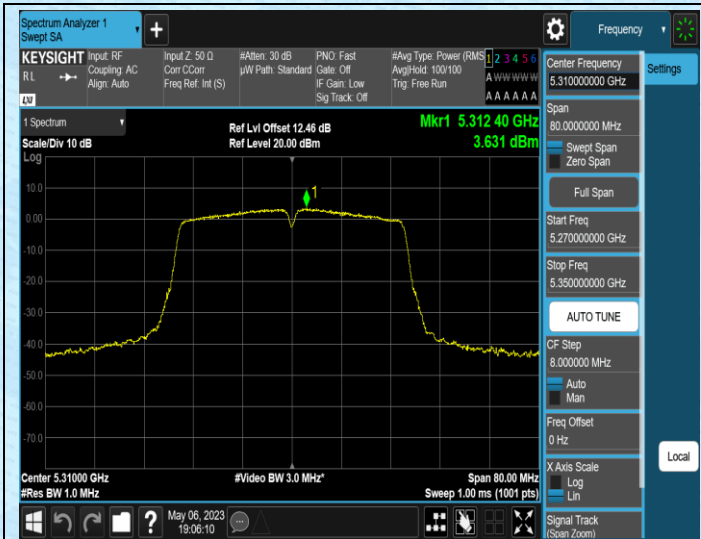 Spectrum Analyzer 1
Swept SA
+
Frequency
KEYSIGHT
RL
LXI
Input: RF
Coupling: AC
Align: Auto
Input Z: 50 Ω
Corr CCorr
Freq Ref: Int (S)
#Atten: 30 dB
µW Path: Standard
PNO: Fast
Gate: Off
IF Gain: Low
Sig Track: Off
#Avg Type: Power (RMS
Avg|Hold: 100/100
Trig: Free Run
1 2 3 4 5 6
A W W W W W
A A A A A A
1 Spectrum
Scale/Div 10 dB
Log
Ref Lvl Offset 12.46 dB
Ref Level 20.00 dBm
Mkr1 5.312 40 GHz
3.631 dBm
1
10.0
0.00
-10.0
-20.0
-30.0
-40.0
-50.0
-60.0
-70.0
Center 5.31000 GHz
#Res BW 1.0 MHz
#Video BW 3.0 MHz*
Span 80.00 MHz
Sweep 1.00 ms (1001 pts)
?
May 06, 2023
19:06:10
Center Frequency
5.310000000 GHz
Settings
Span
80.0000000 MHz
Swept Span
Zero Span
Full Span
Start Freq
5.270000000 GHz
Stop Freq
5.350000000 GHz
AUTO TUNE
CF Step
8.000000 MHz
Auto
Man
Freq Offset
0 Hz
X Axis Scale
Log
Lin
Local
Signal Track
(Span Zoom)